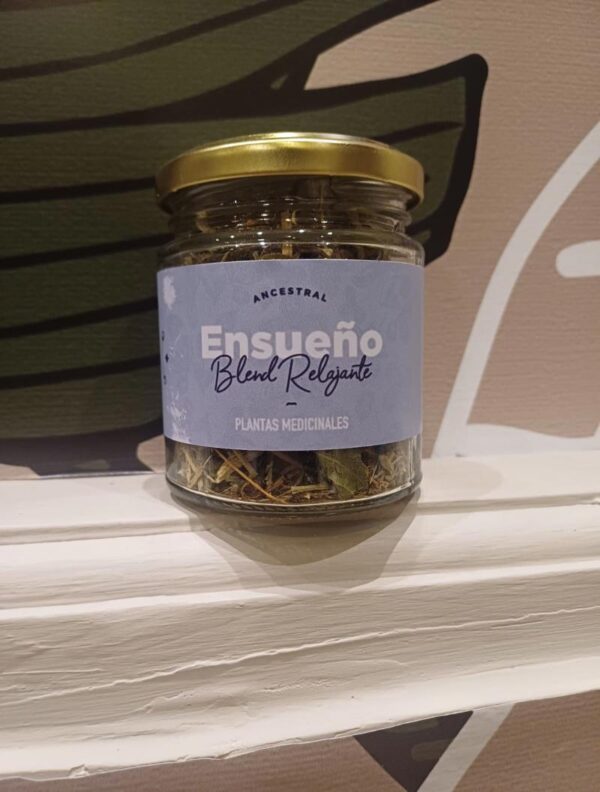 ANCESTRAL
Ensueño
Blend Relajante
PLANTAS MEDICINALES